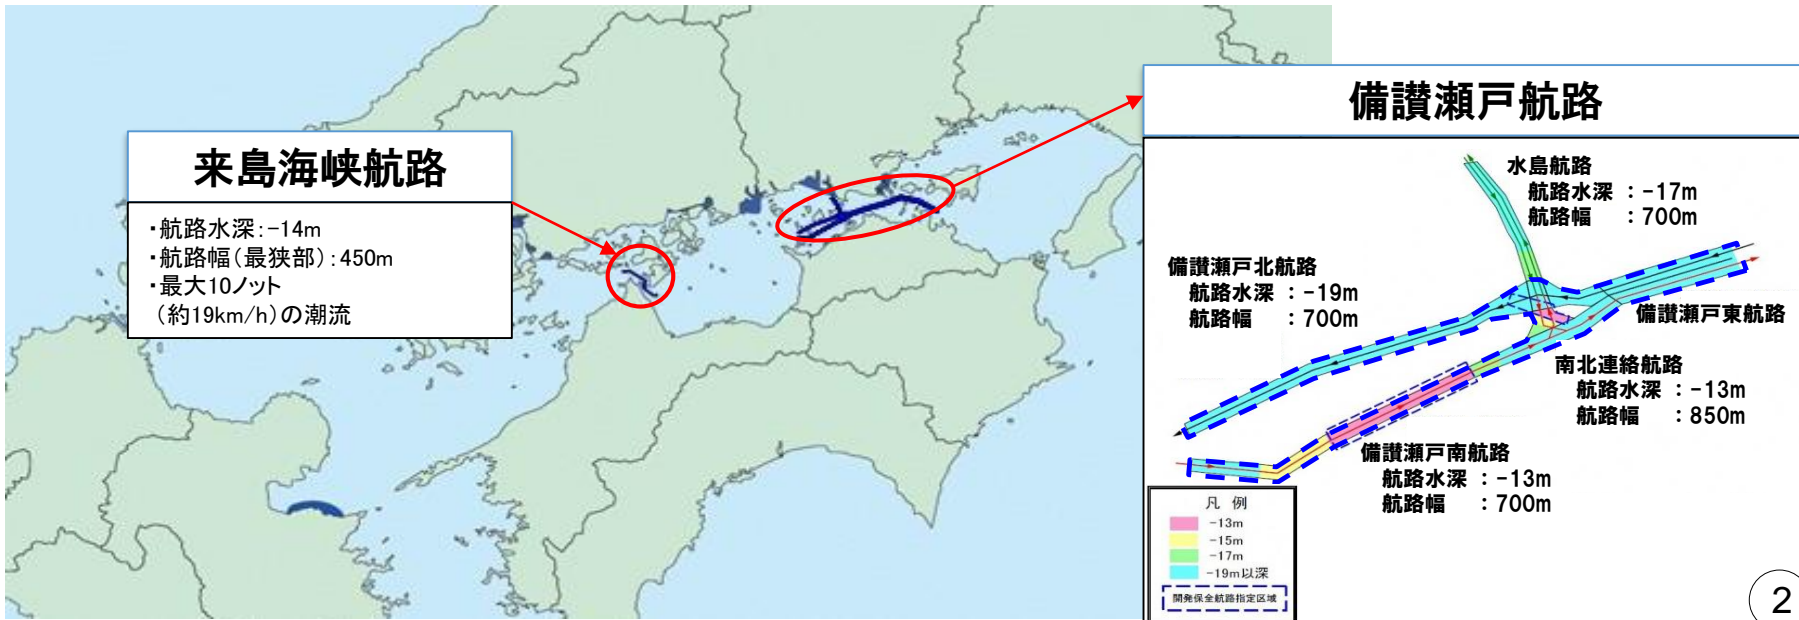 来島海峡航路
・航路水深：-14m
・航路幅（最狭部）：450m
・最大10ノット
（約19km/h）の潮流
備讃瀬戸航路
水島航路
航路水深 ：-17m
航路幅 ：700m
備讃瀬戸北航路
航路水深 ：-19m
航路幅 ：700m
備讃瀬戸東航路
南北連絡航路
航路水深 ：-13m
航路幅 ：850m
備讃瀬戸南航路
航路水深 ：-13m
航路幅 ：700m
凡 例
-13m
-15m
-17m
-19m以深
開発保全航路指定区域
2